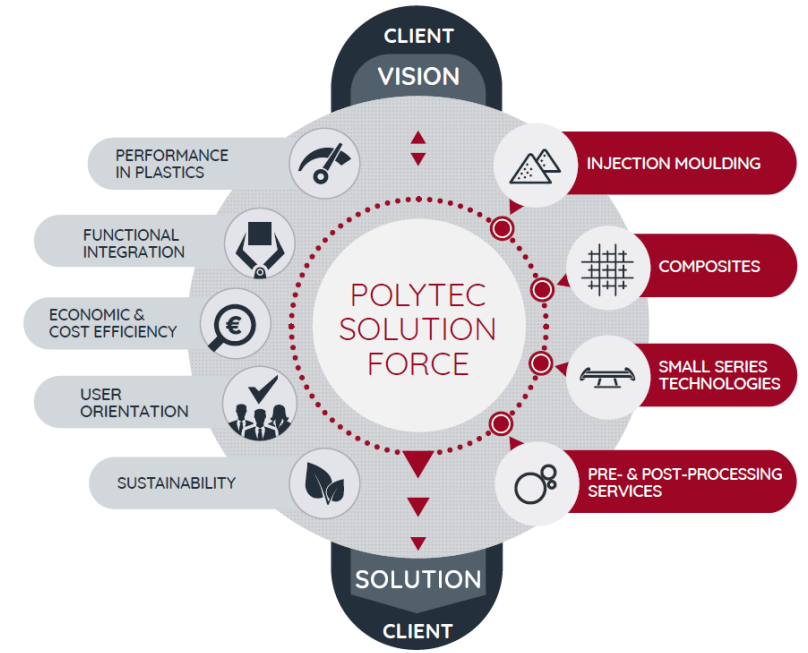 CLIENT
VISION
PERFORMANCE
IN PLASTICS
FUNCTIONAL
INTEGRATION
ECONOMIC &
COST EFFICIENCY
€
USER
ORIENTATION
SUSTAINABILITY
POLYTEC
SOLUTION
FORCE
INJECTION MOULDING
COMPOSITES
SMALL SERIES
TECHNOLOGIES
PRE- & POST-PROCESSING
SERVICES
SOLUTION
CLIENT